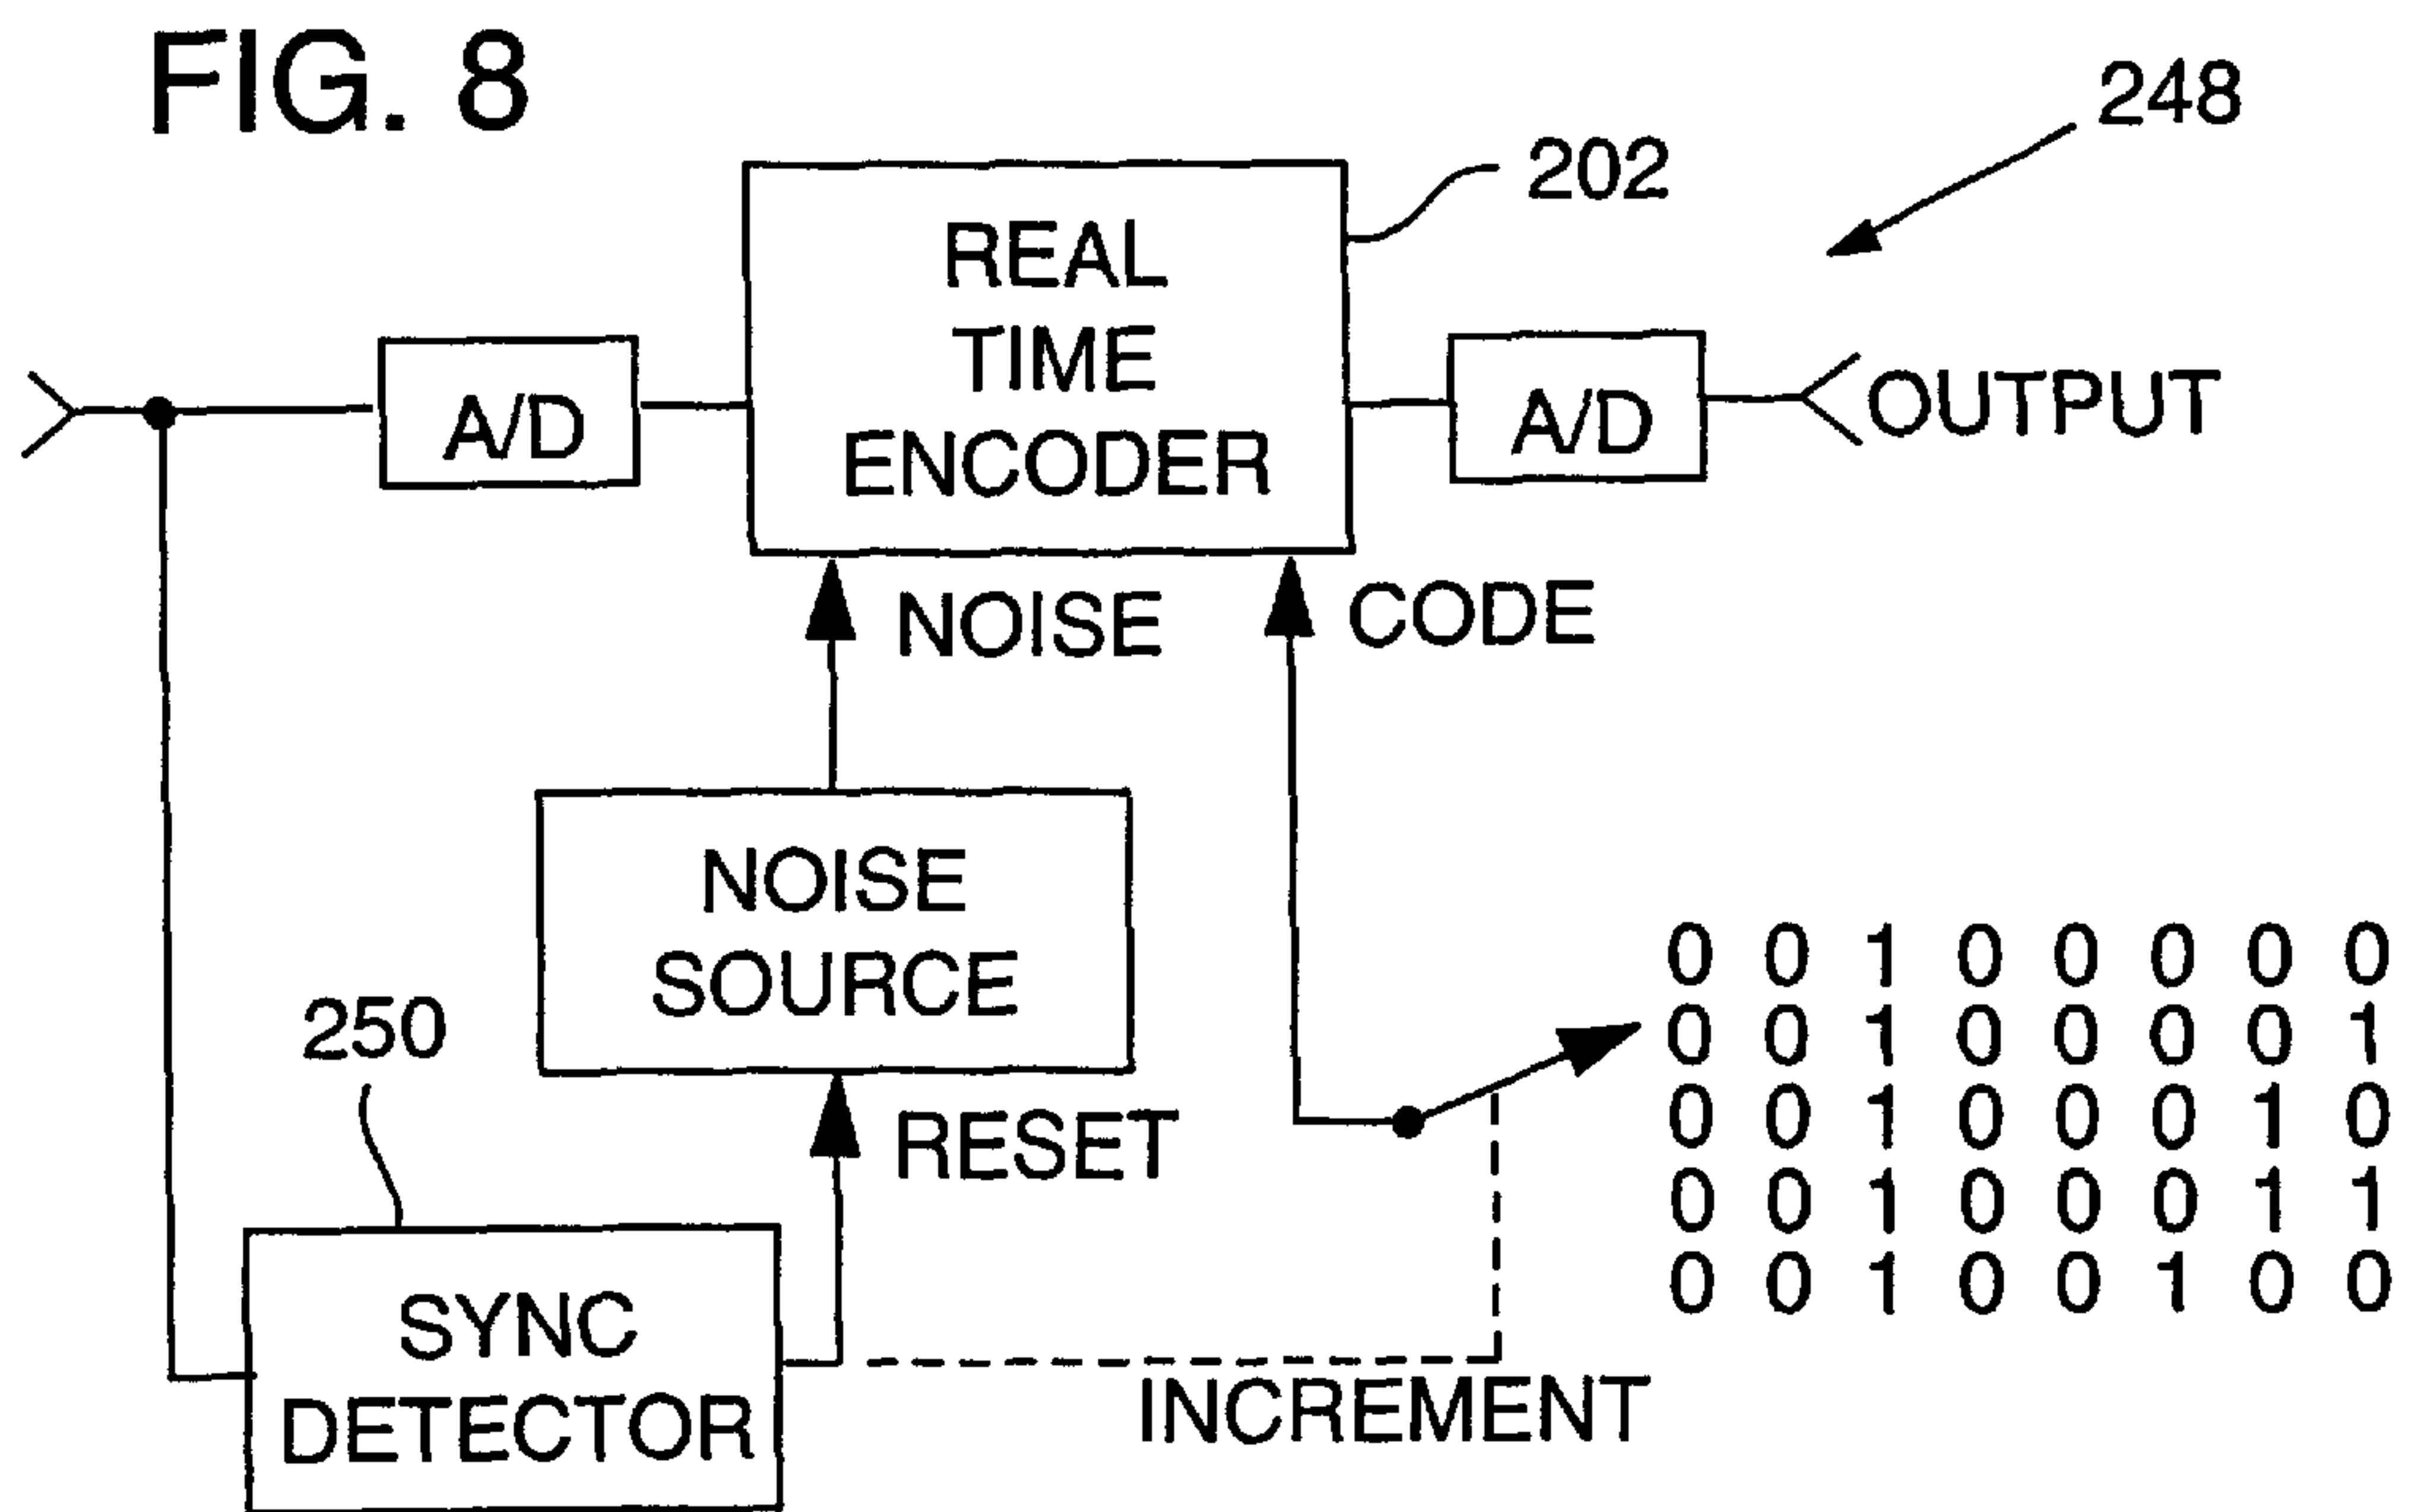 FIG. 8
248
202
REAL
TIME
ENCODER
A/D
A/D
OUTPUT
NOISE
CODE
NOISE
SOURCE
250
RESET
0 0 1 0 0 0 0 0
0 0 1 0 0 0 0 1
0 0 1 0 0 0 1 0
0 0 1 0 0 0 1 1
0 0 1 0 0 1 0 0
SYNC
DETECTOR
INCREMENT